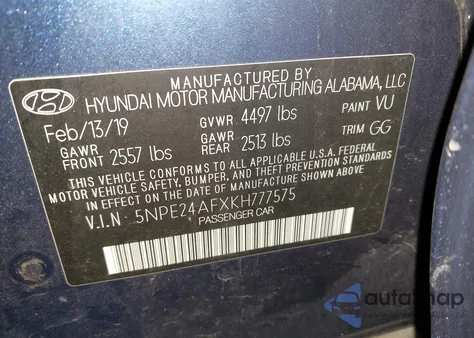 MANUFACTURED BY
HYUNDAI MOTOR MANUFACTURING ALABAMA, LLC
Feb/13/19 GVWR 4497 lbs PAINT VU
GAWR FRONT 2557 lbs GAWR REAR 2513 lbs TRIM GG
THIS VEHICLE CONFORMS TO ALL APPLICABLE U.S.A. FEDERAL
MOTOR VEHICLE SAFETY, BUMPER, AND THEFT PREVENTION STANDARDS
IN EFFECT ON THE DATE OF MANUFACTURE SHOWN ABOVE.
V.I.N - 5NPE24AFXKH777575
PASSENGER CAR